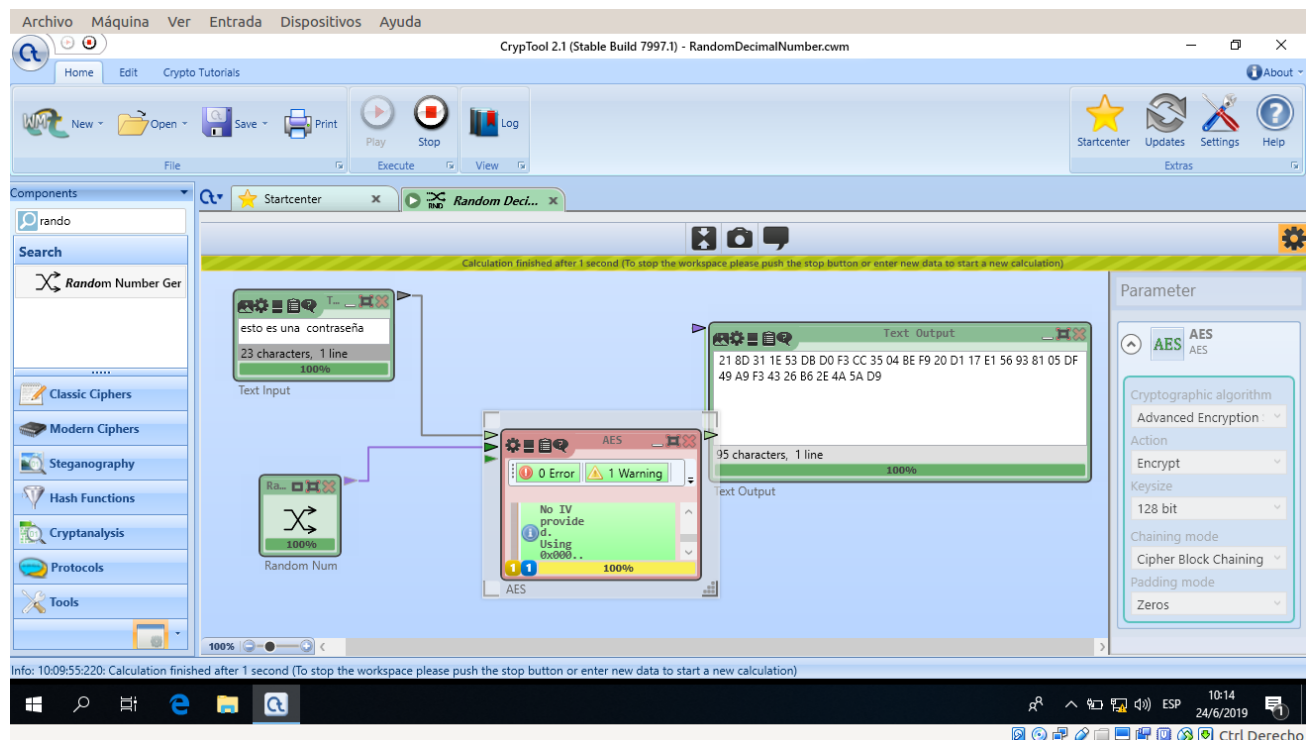 Archivo Máquina Ver Entrada Dispositivos Ayuda
CrypTool 2.1 (Stable Build 7997.1) - RandomDecimalNumber.cwm
Home Edit Crypto Tutorials About
New Open Save Print Play Stop Log Startcenter Updates Settings Help
File Execute View Extras
Components
Startcenter x RND Random Deci... x
rando
Search
Random Number Ger
Calculation finished after 1 second (To stop the workspace please push the stop button or enter new data to start a new calculation)
T...
esto es una contraseña
23 characters, 1 line
100%
Text Input
Text Output
21 8D 31 1E 53 DB D0 F3 CC 35 04 BE F9 20 D1 17 E1 56 93 81 05 DF
49 A9 F3 43 26 B6 2E 4A 5A D9
95 characters, 1 line
100%
Text Output
AES
0 Error 1 Warning
No IV
provide
d.
Using
0x000..
1 1 100%
AES
Ra...
100%
Random Num
Classic Ciphers
Modern Ciphers
Steganography
Hash Functions
Cryptanalysis
Protocols
Tools
Parameter
AES AES
AES
Cryptographic algorithm
Advanced Encryption
Action
Encrypt
Keysize
128 bit
Chaining mode
Cipher Block Chaining
Padding mode
Zeros
100%
Info: 10:09:55:220: Calculation finished after 1 second (To stop the workspace please push the stop button or enter new data to start a new calculation)
ESP 10:14
24/6/2019
1
Ctrl Derecho